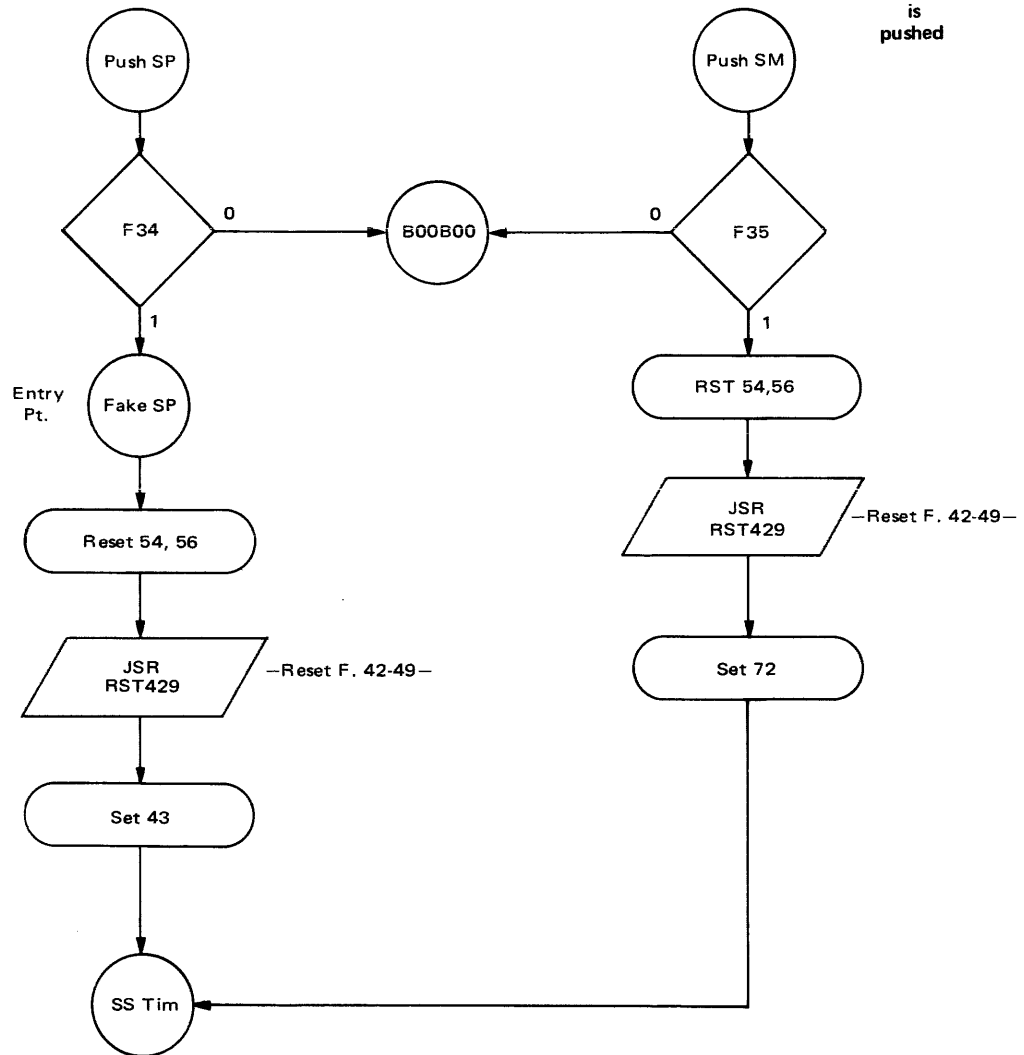 is
pushed
Push SP
Push SM
F34
0
B00B00
0
F35
1
1
Entry
Pt.
Fake SP
RST 54,56
JSR
RST429
—Reset F. 42-49—
Reset 54, 56
JSR
RST429
—Reset F. 42-49—
Set 72
Set 43
SS Tim